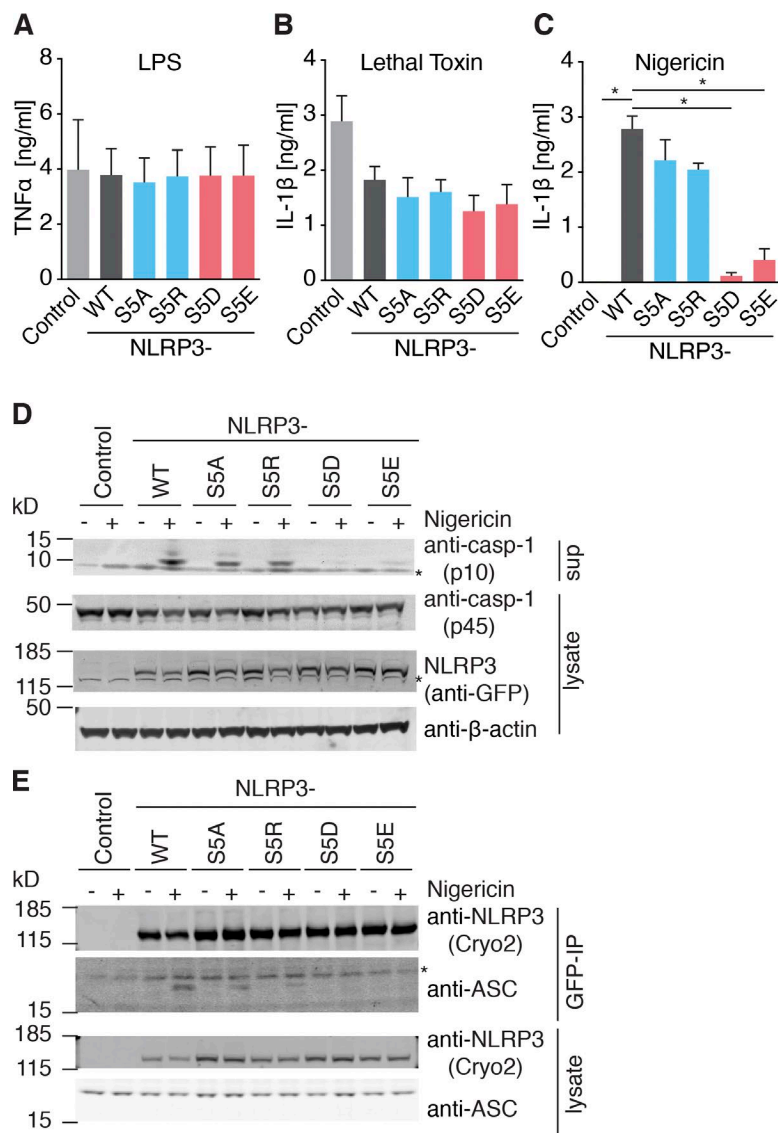 A
LPS
TNFα [ng/ml]
8
6
4
2
0
Control
WT
S5A
S5R
S5D
S5E
NLRP3-
B
Lethal Toxin
IL-1β [ng/ml]
4
3
2
1
0
Control
WT
S5A
S5R
S5D
S5E
NLRP3-
C
Nigericin
IL-1β [ng/ml]
4
3
2
1
0
* * *
Control
WT
S5A
S5R
S5D
S5E
NLRP3-
D
NLRP3-
Control WT S5A S5R S5D S5E
kD
- + - + - + - + - + - + Nigericin
15
10
anti-casp-1
(p10)
*
sup
50
anti-casp-1
(p45)
185
115
NLRP3
(anti-GFP)
*
50
anti-β-actin
lysate
E
NLRP3-
Control WT S5A S5R S5D S5E
kD
- + - + - + - + - + - + Nigericin
185
115
anti-NLRP3
(Cryo2)
*
anti-ASC
15
GFP-IP
185
115
anti-NLRP3
(Cryo2)
anti-ASC
15
lysate